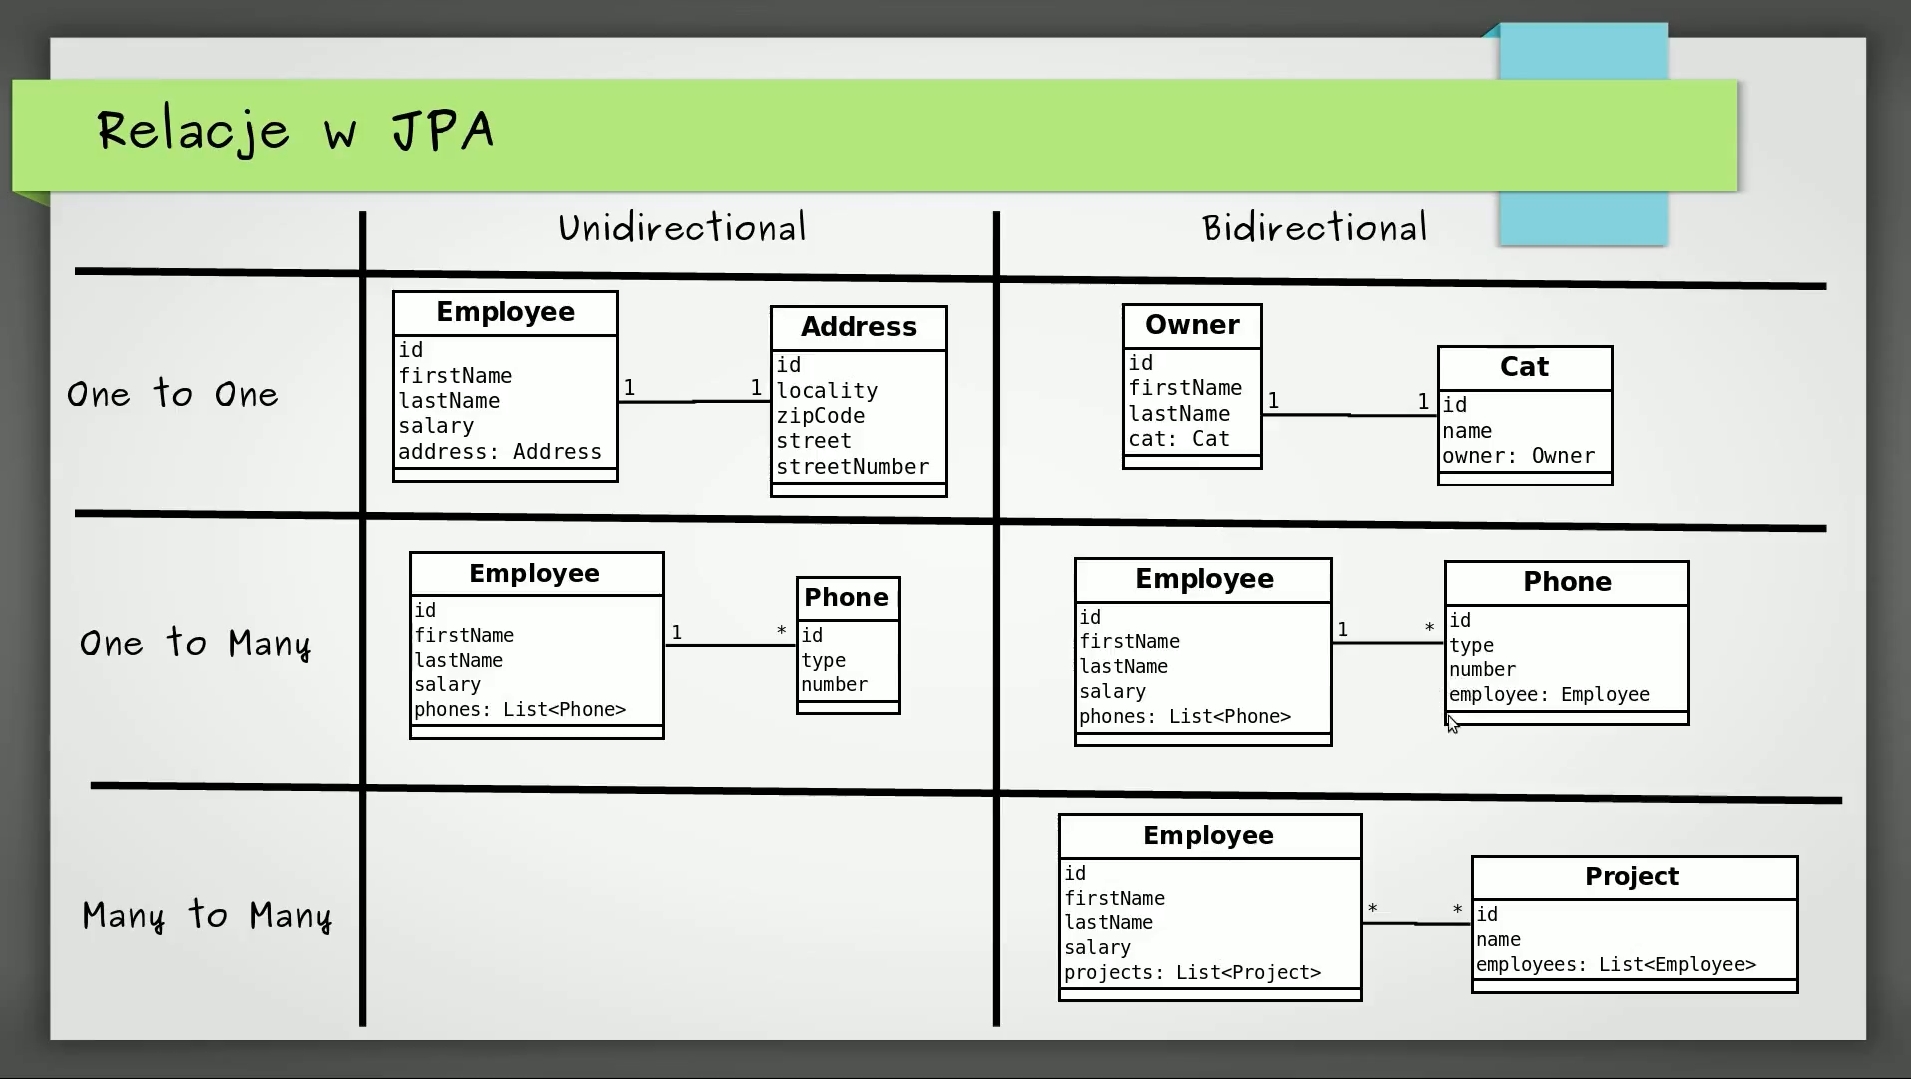 Relacje w JPA
Unidirectional
Bidirectional
One to One
Employee
id
firstName
lastName
salary
address: Address
1
1
Address
id
locality
zipCode
street
streetNumber
Owner
id
firstName
lastName
cat: Cat
1
1
Cat
id
name
owner: Owner
One to Many
Employee
id
firstName
lastName
salary
phones: List<Phone>
1
*
Phone
id
type
number
Employee
id
firstName
lastName
salary
phones: List<Phone>
1
*
Phone
id
type
number
employee: Employee
Many to Many
Employee
id
firstName
lastName
salary
projects: List<Project>
*
*
Project
id
name
employees: List<Employee>